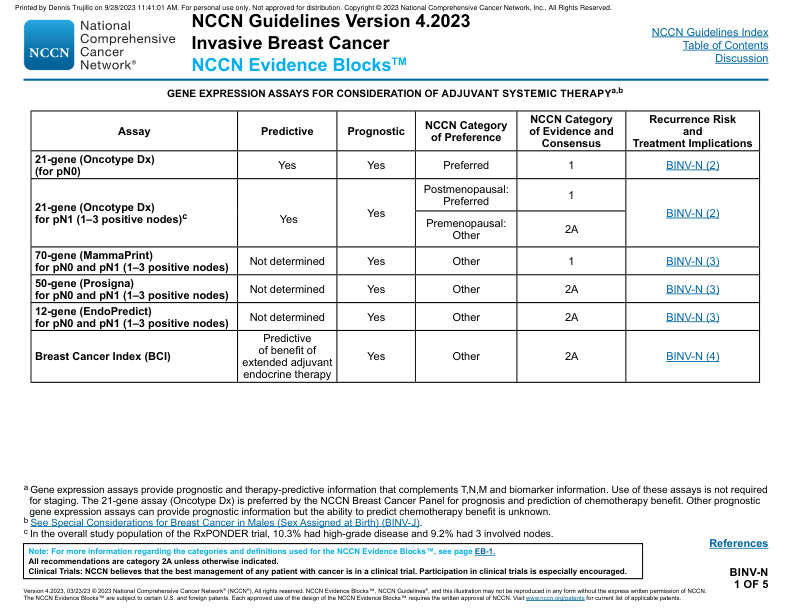 Printed by Dennis Trujillo on 9/28/2023 11:41:01 AM. For personal use only. Not approved for distribution. Copyright © 2023 National Comprehensive Cancer Network, Inc., All Rights Reserved.
NCCN
National
Comprehensive
Cancer
Network®
NCCN Guidelines Version 4.2023
Invasive Breast Cancer
NCCN Evidence Blocks™
NCCN Guidelines Index
Table of Contents
Discussion
GENE EXPRESSION ASSAYS FOR CONSIDERATION OF ADJUVANT SYSTEMIC THERAPYa,b
Assay
Predictive
Prognostic
NCCN Category
of Preference
NCCN Category
of Evidence and
Consensus
Recurrence Risk
and
Treatment Implications
21-gene (Oncotype Dx)
(for pN0)
Yes
Yes
Preferred
1
BINV-N (2)
21-gene (Oncotype Dx)
for pN1 (1–3 positive nodes)c
Yes
Yes
Postmenopausal:
Preferred
1
Premenopausal:
Other
2A
BINV-N (2)
70-gene (MammaPrint)
for pN0 and pN1 (1–3 positive nodes)
Not determined
Yes
Other
1
BINV-N (3)
50-gene (Prosigna)
for pN0 and pN1 (1–3 positive nodes)
Not determined
Yes
Other
2A
BINV-N (3)
12-gene (EndoPredict)
for pN0 and pN1 (1–3 positive nodes)
Not determined
Yes
Other
2A
BINV-N (3)
Breast Cancer Index (BCI)
Predictive
of benefit of
extended adjuvant
endocrine therapy
Yes
Other
2A
BINV-N (4)
a Gene expression assays provide prognostic and therapy-predictive information that complements T,N,M and biomarker information. Use of these assays is not required
for staging. The 21-gene assay (Oncotype Dx) is preferred by the NCCN Breast Cancer Panel for prognosis and prediction of chemotherapy benefit. Other prognostic
gene expression assays can provide prognostic information but the ability to predict chemotherapy benefit is unknown.
b See Special Considerations for Breast Cancer in Males (Sex Assigned at Birth) (BINV-J).
c In the overall study population of the RxPONDER trial, 10.3% had high-grade disease and 9.2% had 3 involved nodes.
References
Note: For more information regarding the categories and definitions used for the NCCN Evidence Blocks™, see page EB-1.
All recommendations are category 2A unless otherwise indicated.
Clinical Trials: NCCN believes that the best management of any patient with cancer is in a clinical trial. Participation in clinical trials is especially encouraged.
BINV-N
1 OF 5
Version 4.2023, 03/23/23 © 2023 National Comprehensive Cancer Network® (NCCN®), All rights reserved. NCCN Evidence Blocks™, NCCN Guidelines®, and this illustration may not be reproduced in any form without the express written permission of NCCN.
The NCCN Evidence Blocks™ are subject to certain U.S. and foreign patents. Each approved use of the design of the NCCN Evidence Blocks™ requires the written approval of NCCN. Visit www.nccn.org/patents for current list of applicable patents.